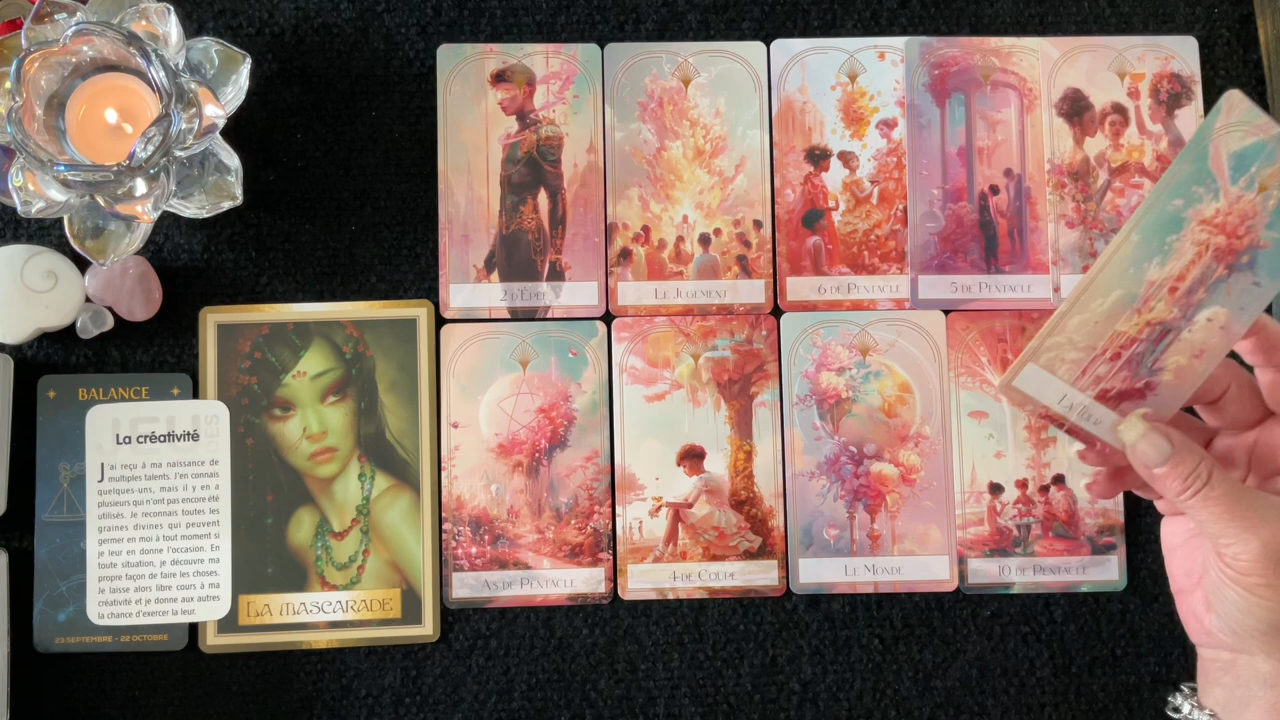 2 d'Épée
Le Jugement
6 de Pentacle
5 de Pentacle
La Tour
BALANCE
La créativité
J'ai reçu à ma naissance de
multiples talents. J'en connais
quelques-uns, mais il y en a
plusieurs qui n'ont pas encore été
utilisés. Je reconnais toutes les
graines divines qui peuvent
germer en moi à tout moment si
je leur en donne l'occasion. En
toute situation, je découvre ma
propre façon de faire les choses.
Je laisse alors libre cours à ma
créativité et je donne aux autres
la chance d'exercer la leur.
23 SEPTEMBRE - 22 OCTOBRE
La Mascarade
As de Pentacle
4 de Coupe
Le Monde
10 de Pentacle